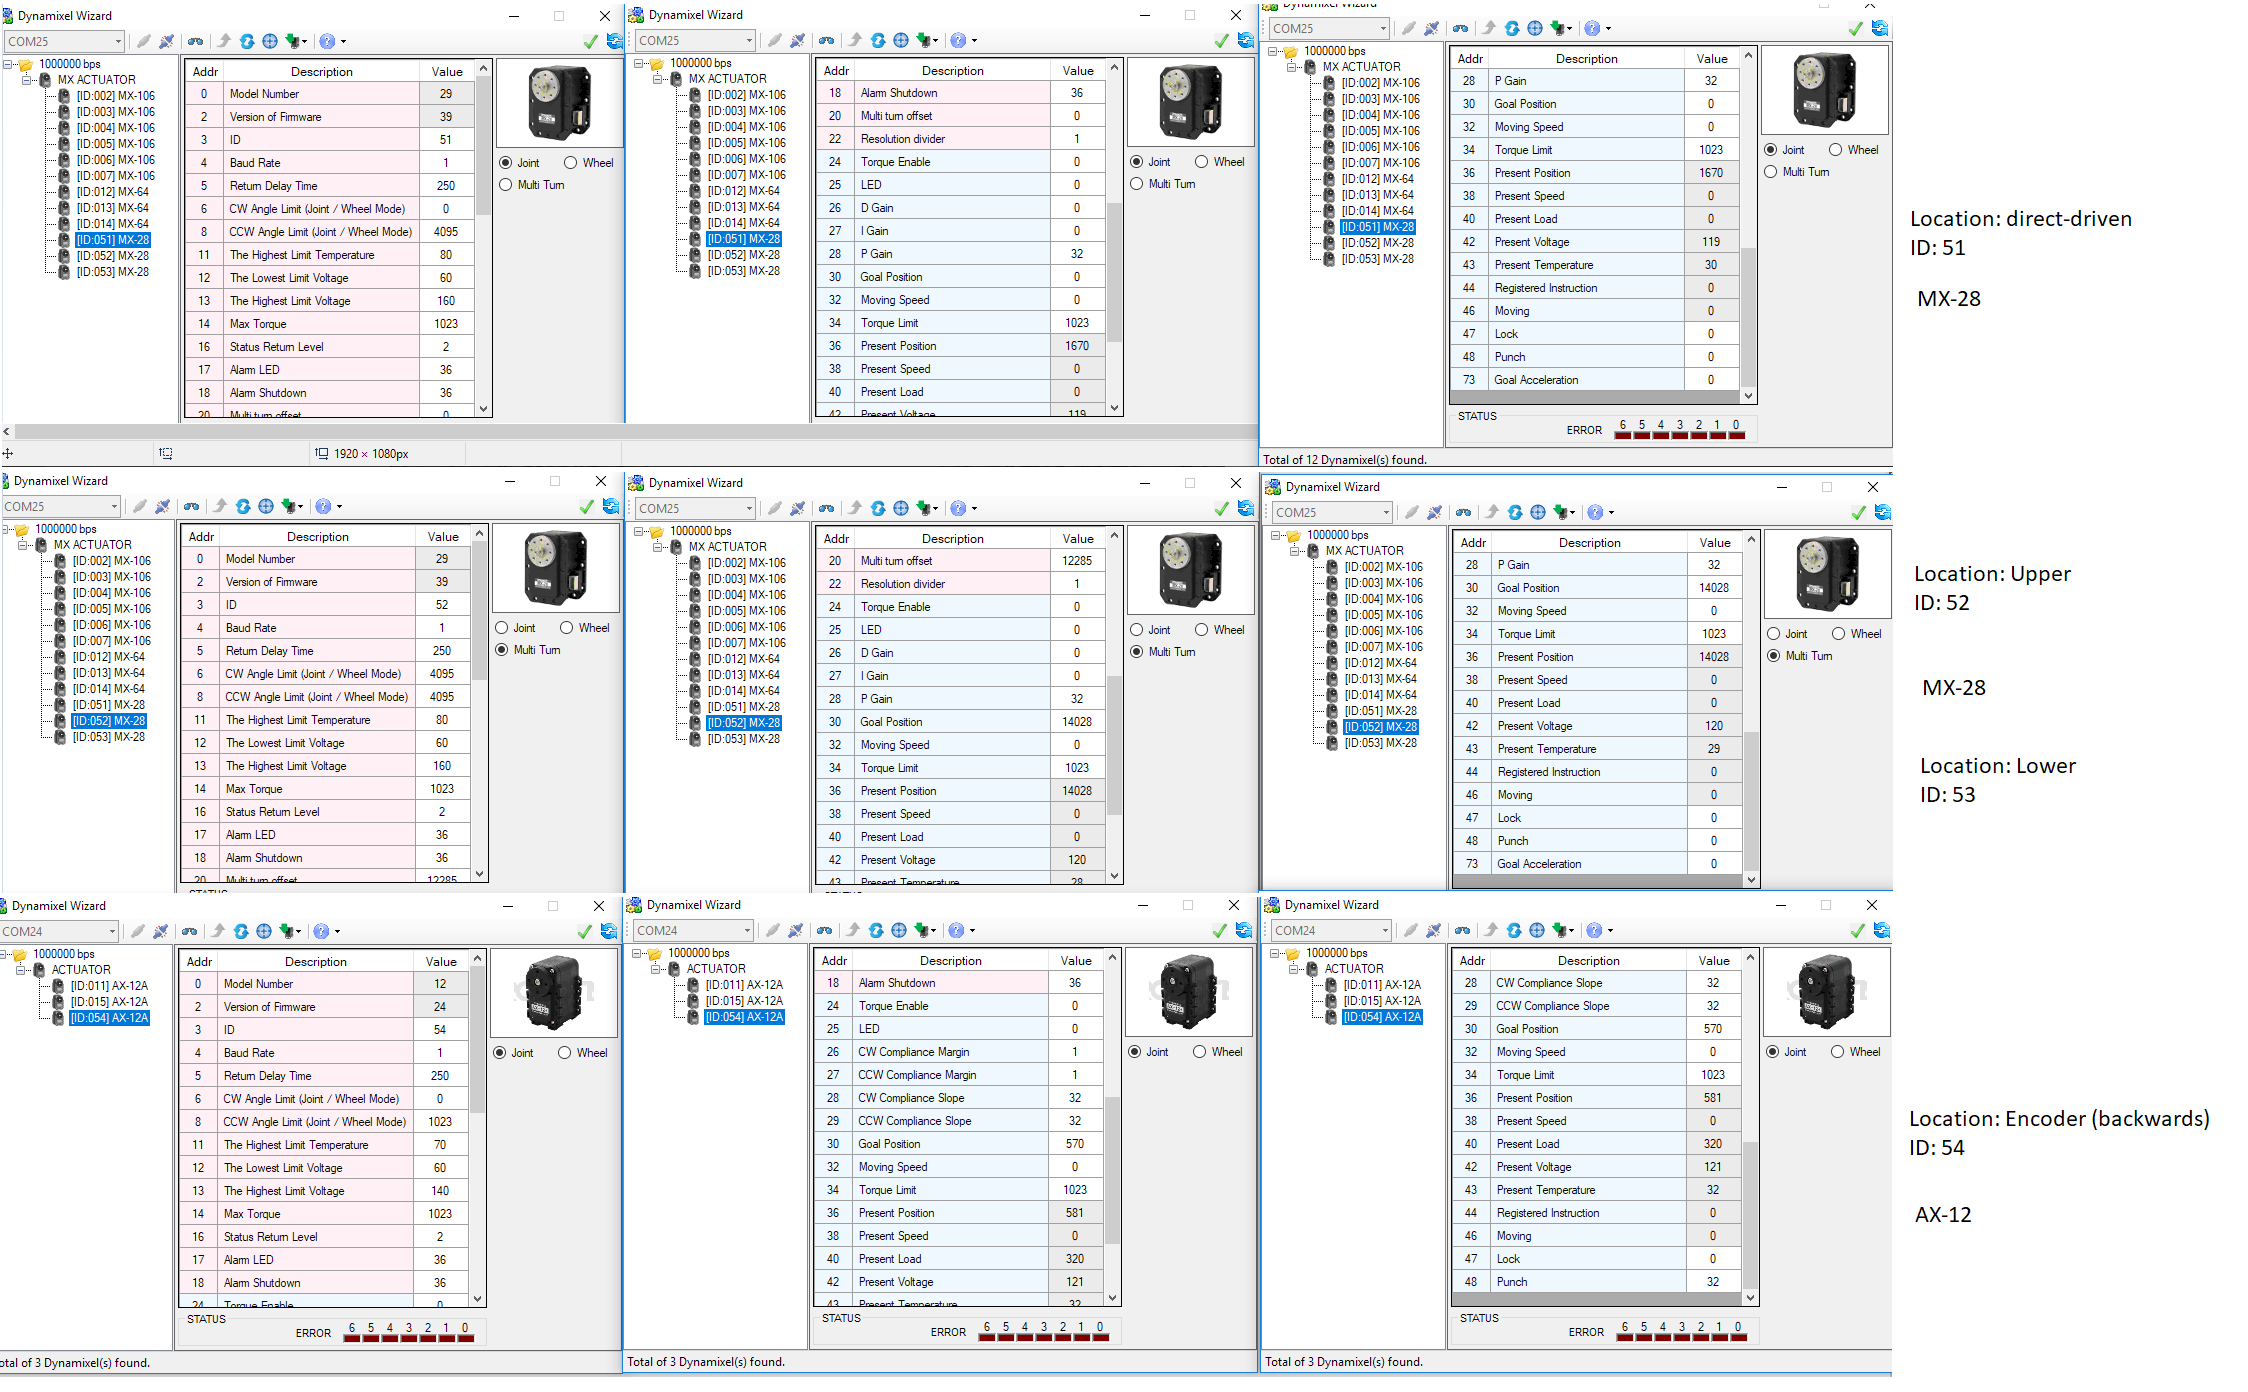 Dynamixel Wizard
COM25
1000000 bps
MX ACTUATOR
[ID:002] MX-106
[ID:003] MX-106
[ID:004] MX-106
[ID:005] MX-106
[ID:006] MX-106
[ID:007] MX-106
[ID:012] MX-64
[ID:013] MX-64
[ID:014] MX-64
[ID:051] MX-28
[ID:052] MX-28
[ID:053] MX-28
Addr Description Value
0 Model Number 29
2 Version of Firmware 39
3 ID 51
4 Baud Rate 1
5 Return Delay Time 250
6 CW Angle Limit (Joint / Wheel Mode) 0
8 CCW Angle Limit (Joint / Wheel Mode) 4095
11 The Highest Limit Temperature 80
12 The Lowest Limit Voltage 60
13 The Highest Limit Voltage 160
14 Max Torque 1023
16 Status Return Level 2
17 Alarm LED 36
18 Alarm Shutdown 36
20 Multi turn offset 0
Joint Wheel
Multi Turn
1920 × 1080px
Dynamixel Wizard
COM25
1000000 bps
MX ACTUATOR
[ID:002] MX-106
[ID:003] MX-106
[ID:004] MX-106
[ID:005] MX-106
[ID:006] MX-106
[ID:007] MX-106
[ID:012] MX-64
[ID:013] MX-64
[ID:014] MX-64
[ID:051] MX-28
[ID:052] MX-28
[ID:053] MX-28
Addr Description Value
18 Alarm Shutdown 36
20 Multi turn offset 0
22 Resolution divider 1
24 Torque Enable 0
25 LED 0
26 D Gain 0
27 I Gain 0
28 P Gain 32
30 Goal Position 0
32 Moving Speed 0
34 Torque Limit 1023
36 Present Position 1670
38 Present Speed 0
40 Present Load 0
42 Present Voltage 119
Joint Wheel
Multi Turn
Dynamixel Wizard
COM25
1000000 bps
MX ACTUATOR
[ID:002] MX-106
[ID:003] MX-106
[ID:004] MX-106
[ID:005] MX-106
[ID:006] MX-106
[ID:007] MX-106
[ID:012] MX-64
[ID:013] MX-64
[ID:014] MX-64
[ID:051] MX-28
[ID:052] MX-28
[ID:053] MX-28
Addr Description Value
28 P Gain 32
30 Goal Position 0
32 Moving Speed 0
34 Torque Limit 1023
36 Present Position 1670
38 Present Speed 0
40 Present Load 0
42 Present Voltage 119
43 Present Temperature 30
44 Registered Instruction 0
46 Moving 0
47 Lock 0
48 Punch 0
73 Goal Acceleration 0
STATUS
ERROR 6 5 4 3 2 1 0
Joint Wheel
Multi Turn
Total of 12 Dynamixel(s) found.
Location: direct-driven
ID: 51
MX-28
Dynamixel Wizard
COM25
1000000 bps
MX ACTUATOR
[ID:002] MX-106
[ID:003] MX-106
[ID:004] MX-106
[ID:005] MX-106
[ID:006] MX-106
[ID:007] MX-106
[ID:012] MX-64
[ID:013] MX-64
[ID:014] MX-64
[ID:051] MX-28
[ID:052] MX-28
[ID:053] MX-28
Addr Description Value
0 Model Number 29
2 Version of Firmware 39
3 ID 52
4 Baud Rate 1
5 Return Delay Time 250
6 CW Angle Limit (Joint / Wheel Mode) 4095
8 CCW Angle Limit (Joint / Wheel Mode) 4095
11 The Highest Limit Temperature 80
12 The Lowest Limit Voltage 60
13 The Highest Limit Voltage 160
14 Max Torque 1023
16 Status Return Level 2
17 Alarm LED 36
18 Alarm Shutdown 36
20 Multi turn offset 12285
STATUS
Joint Wheel
Multi Turn
Dynamixel Wizard
COM25
1000000 bps
MX ACTUATOR
[ID:002] MX-106
[ID:003] MX-106
[ID:004] MX-106
[ID:005] MX-106
[ID:006] MX-106
[ID:007] MX-106
[ID:012] MX-64
[ID:013] MX-64
[ID:014] MX-64
[ID:051] MX-28
[ID:052] MX-28
[ID:053] MX-28
Addr Description Value
20 Multi turn offset 12285
22 Resolution divider 1
24 Torque Enable 0
25 LED 0
26 D Gain 0
27 I Gain 0
28 P Gain 32
30 Goal Position 14028
32 Moving Speed 0
34 Torque Limit 1023
36 Present Position 14028
38 Present Speed 0
40 Present Load 0
42 Present Voltage 120
43 Present Temperature 28
Joint Wheel
Multi Turn
Dynamixel Wizard
COM25
1000000 bps
MX ACTUATOR
[ID:002] MX-106
[ID:003] MX-106
[ID:004] MX-106
[ID:005] MX-106
[ID:006] MX-106
[ID:007] MX-106
[ID:012] MX-64
[ID:013] MX-64
[ID:014] MX-64
[ID:051] MX-28
[ID:052] MX-28
[ID:053] MX-28
Addr Description Value
28 P Gain 32
30 Goal Position 14028
32 Moving Speed 0
34 Torque Limit 1023
36 Present Position 14028
38 Present Speed 0
40 Present Load 0
42 Present Voltage 120
43 Present Temperature 29
44 Registered Instruction 0
46 Moving 0
47 Lock 0
48 Punch 0
73 Goal Acceleration 0
Joint Wheel
Multi Turn
Location: Upper
ID: 52
MX-28
Location: Lower
ID: 53
Dynamixel Wizard
COM24
1000000 bps
ACTUATOR
[ID:011] AX-12A
[ID:015] AX-12A
[ID:054] AX-12A
Addr Description Value
0 Model Number 12
2 Version of Firmware 24
3 ID 54
4 Baud Rate 1
5 Return Delay Time 250
6 CW Angle Limit (Joint / Wheel Mode) 0
8 CCW Angle Limit (Joint / Wheel Mode) 1023
11 The Highest Limit Temperature 70
12 The Lowest Limit Voltage 60
13 The Highest Limit Voltage 140
14 Max Torque 1023
16 Status Return Level 2
17 Alarm LED 36
18 Alarm Shutdown 36
24 Torque Enable 0
STATUS
ERROR 6 5 4 3 2 1 0
Joint Wheel
otal of 3 Dynamixel(s) found.
Dynamixel Wizard
COM24
1000000 bps
ACTUATOR
[ID:011] AX-12A
[ID:015] AX-12A
[ID:054] AX-12A
Addr Description Value
18 Alarm Shutdown 36
24 Torque Enable 0
25 LED 0
26 CW Compliance Margin 1
27 CCW Compliance Margin 1
28 CW Compliance Slope 32
29 CCW Compliance Slope 32
30 Goal Position 570
32 Moving Speed 0
34 Torque Limit 1023
36 Present Position 581
38 Present Speed 0
40 Present Load 320
42 Present Voltage 121
43 Present Temperature 32
STATUS
ERROR 6 5 4 3 2 1 0
Joint Wheel
Total of 3 Dynamixel(s) found.
Dynamixel Wizard
COM24
1000000 bps
ACTUATOR
[ID:011] AX-12A
[ID:015] AX-12A
[ID:054] AX-12A
Addr Description Value
28 CW Compliance Slope 32
29 CCW Compliance Slope 32
30 Goal Position 570
32 Moving Speed 0
34 Torque Limit 1023
36 Present Position 581
38 Present Speed 0
40 Present Load 320
42 Present Voltage 121
43 Present Temperature 32
44 Registered Instruction 0
46 Moving 0
47 Lock 0
48 Punch 32
STATUS
ERROR 6 5 4 3 2 1 0
Joint Wheel
Total of 3 Dynamixel(s) found.
Location: Encoder (backwards)
ID: 54
AX-12